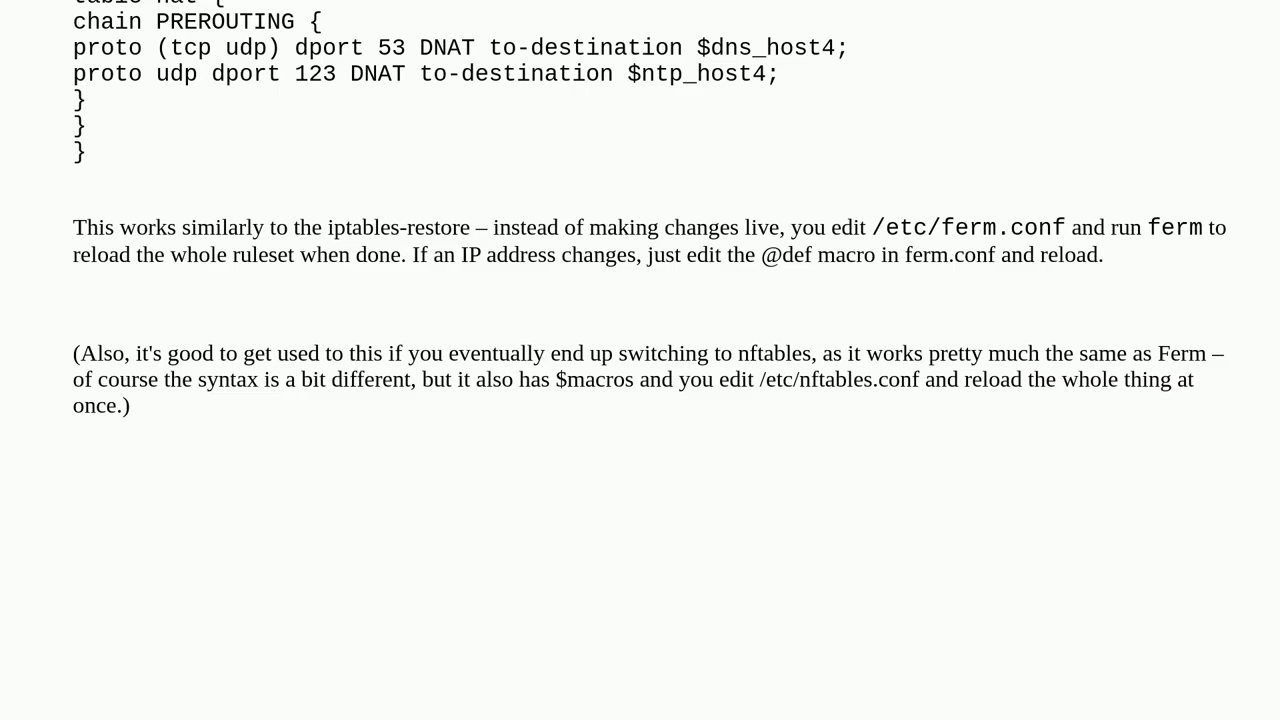 table nat {
chain PREROUTING {
proto (tcp udp) dport 53 DNAT to-destination $dns_host4;
proto udp dport 123 DNAT to-destination $ntp_host4;
}
}
}
This works similarly to the iptables-restore – instead of making changes live, you edit /etc/ferm.conf and run ferm to
reload the whole ruleset when done. If an IP address changes, just edit the @def macro in ferm.conf and reload.
(Also, it's good to get used to this if you eventually end up switching to nftables, as it works pretty much the same as Ferm –
of course the syntax is a bit different, but it also has $macros and you edit /etc/nftables.conf and reload the whole thing at
once.)